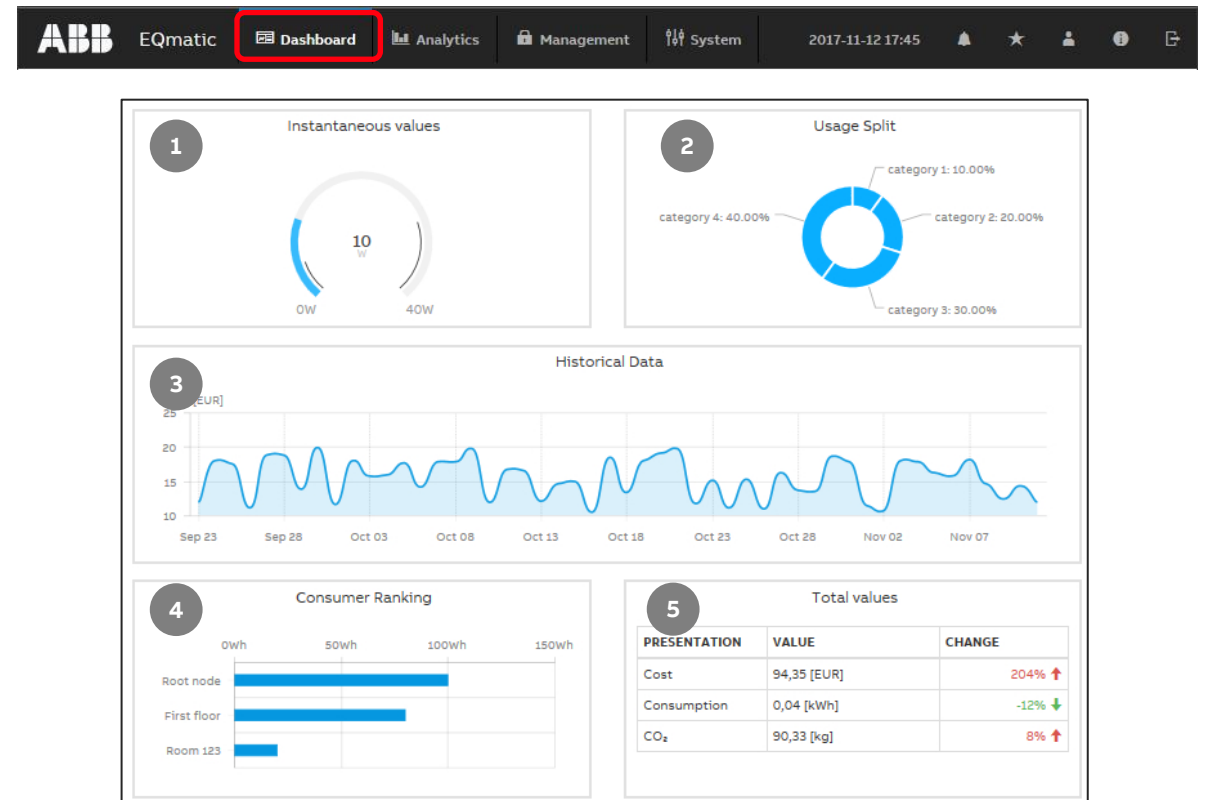 ABB EQmatic Dashboard Analytics Management System 2017-11-12 17:45
1 Instantaneous values
10
W
0W 40W
2 Usage Split
category 1: 10.00%
category 4: 40.00% category 2: 20.00%
category 3: 30.00%
Historical Data
3
[EUR]
25
20
15
10
Sep 23 Sep 28 Oct 03 Oct 08 Oct 13 Oct 18 Oct 23 Oct 28 Nov 02 Nov 07
4 Consumer Ranking
0Wh 50Wh 100Wh 150Wh
Root node
First floor
Room 123
5 Total values
PRESENTATION VALUE CHANGE
Cost 94,35 [EUR] 204%
Consumption 0,04 [kWh] -12%
CO₂ 90,33 [kg] 8%